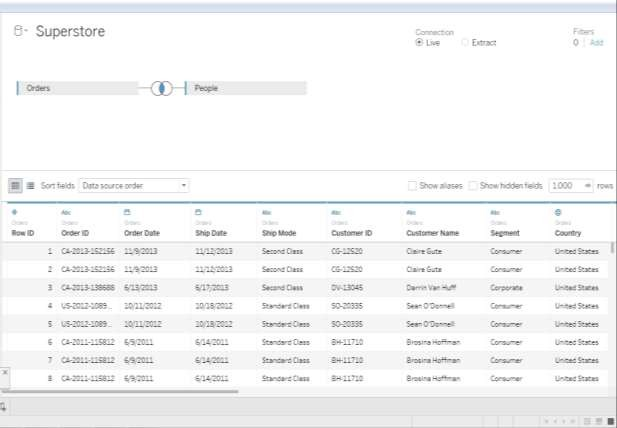 Superstore
Connection
Live Extract
Filters
0 Add
Orders People
Sort fields Data source order Show aliases Show hidden fields 1,000 rows
# Abc Abc Abc Abc Abc
Orders Orders Orders Orders Orders Orders Orders Orders Orders
Row ID Order ID Order Date Ship Date Ship Mode Customer ID Customer Name Segment Country
1 CA-2013-152156 11/9/2013 11/12/2013 Second Class CG-12520 Claire Gute Consumer United States
2 CA-2013-152156 11/9/2013 11/12/2013 Second Class CG-12520 Claire Gute Consumer United States
3 CA-2013-138688 6/13/2013 6/17/2013 Second Class DV-13045 Darrin Van Huff Corporate United States
4 US-2012-1089... 10/11/2012 10/18/2012 Standard Class SO-20335 Sean O'Donnell Consumer United States
5 US-2012-1089... 10/11/2012 10/18/2012 Standard Class SO-20335 Sean O'Donnell Consumer United States
6 CA-2011-115812 6/9/2011 6/14/2011 Standard Class BH-11710 Brosina Hoffman Consumer United States
7 CA-2011-115812 6/9/2011 6/14/2011 Standard Class BH-11710 Brosina Hoffman Consumer United States
8 CA-2011-115812 6/9/2011 6/14/2011 Standard Class BH-11710 Brosina Hoffman Consumer United States